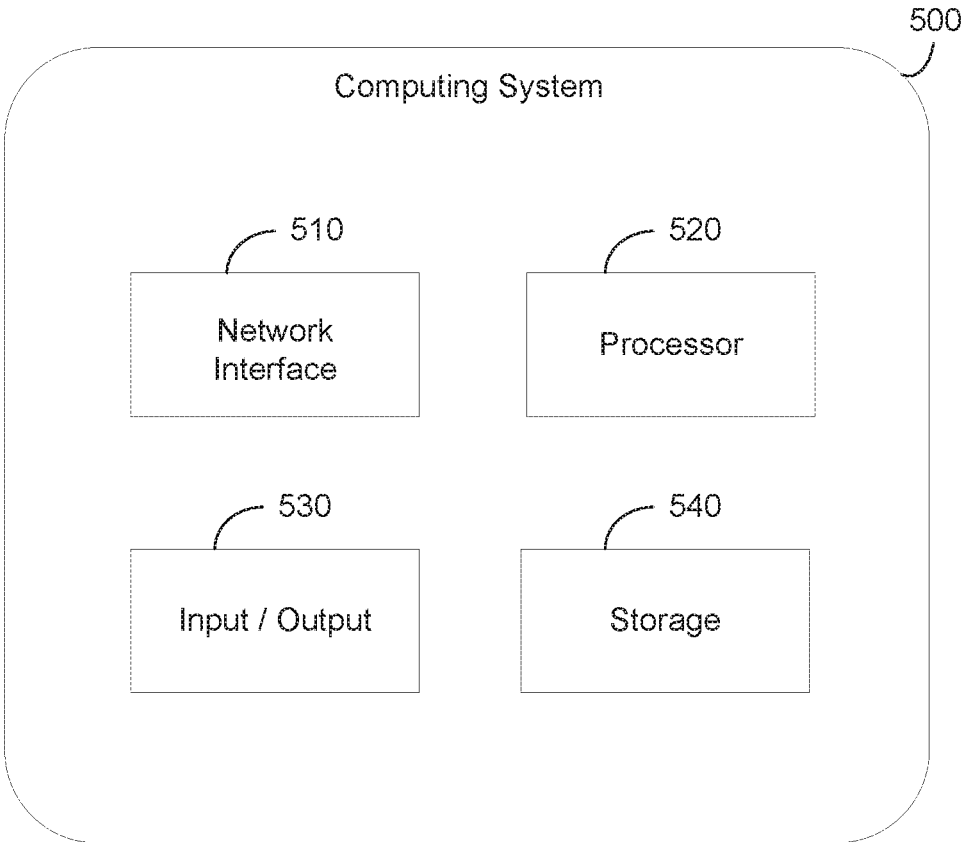 500
Computing System
510
520
Network
Interface
Processor
530
540
Input / Output
Storage